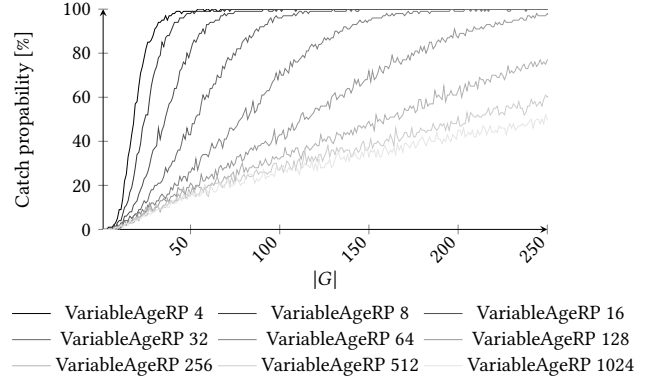 100
80
60
40
20
0
Catch propability [%]
50
100
150
200
250
|G|
VariableAgeRP 4 VariableAgeRP 8 VariableAgeRP 16
VariableAgeRP 32 VariableAgeRP 64 VariableAgeRP 128
VariableAgeRP 256 VariableAgeRP 512 VariableAgeRP 1024